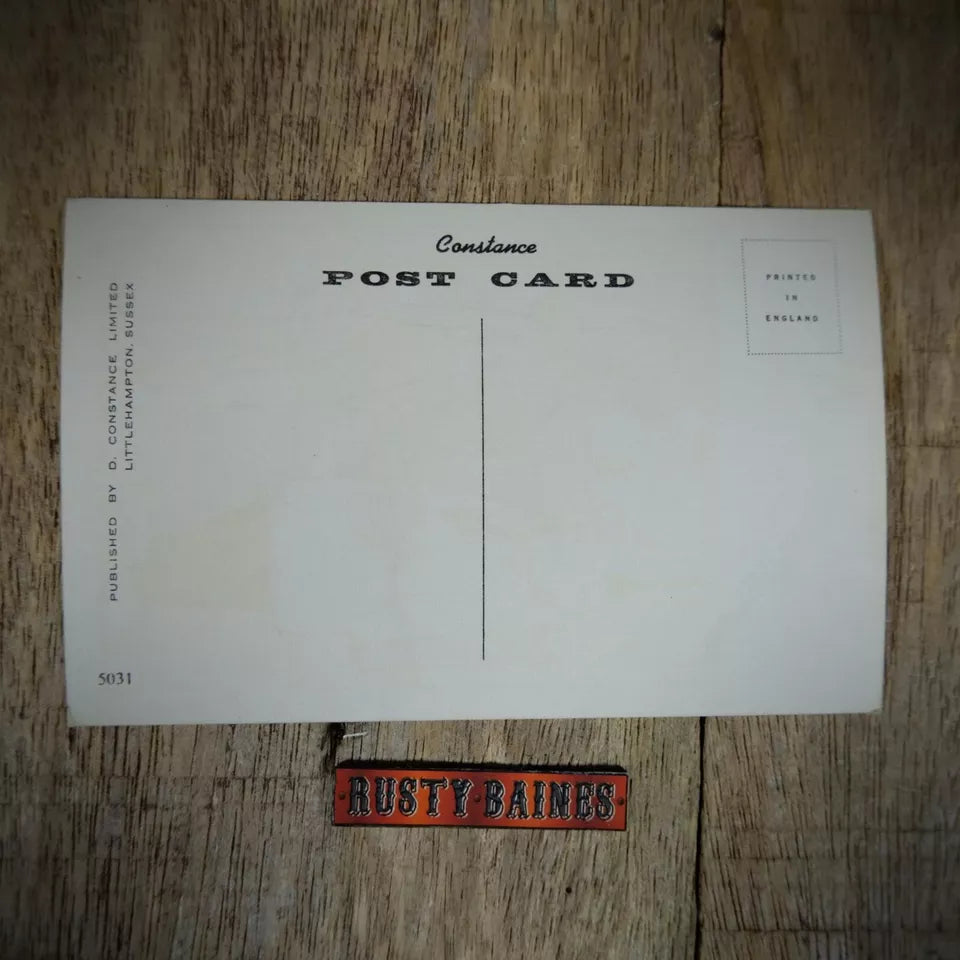 Constance
POST CARD
PRINTED
IN
ENGLAND
PUBLISHED BY D. CONSTANCE LIMITED
LITTLEHAMPTON, SUSSEX
5031
RUSTY·BAINES